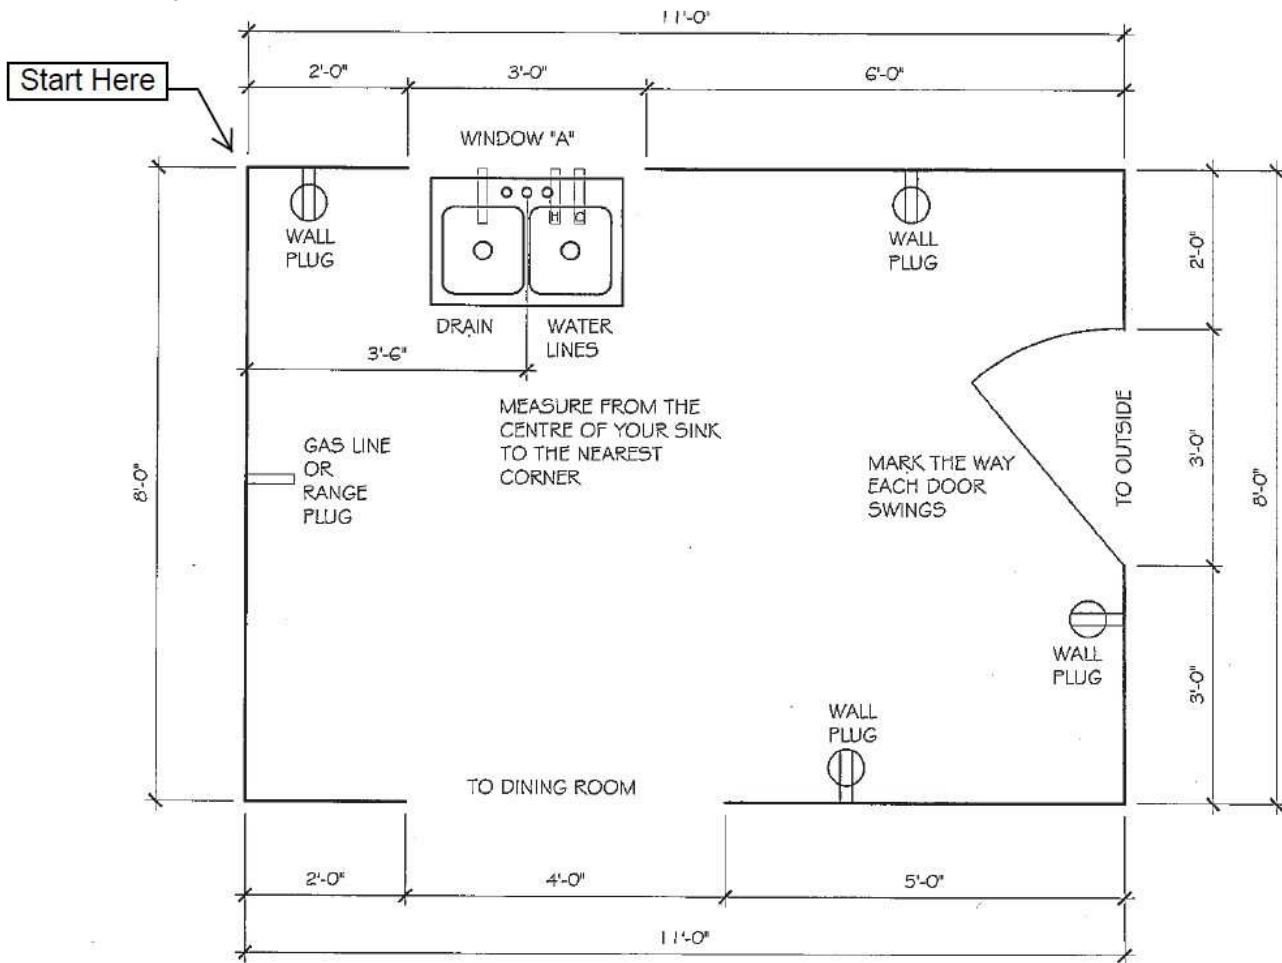 11'-0"
Start Here
2'-0"
3'-0"
6'-0"
WINDOW "A"
WALL
PLUG
H
C
WALL
PLUG
2'-0"
DRAIN
WATER
LINES
3'-6"
MEASURE FROM THE
CENTRE OF YOUR SINK
TO THE NEAREST
CORNER
GAS LINE
OR
RANGE
PLUG
8'-0"
MARK THE WAY
EACH DOOR
SWINGS
TO OUTSIDE
3'-0"
8'-0"
WALL
PLUG
3'-0"
WALL
PLUG
TO DINING ROOM
2'-0"
4'-0"
5'-0"
11'-0"